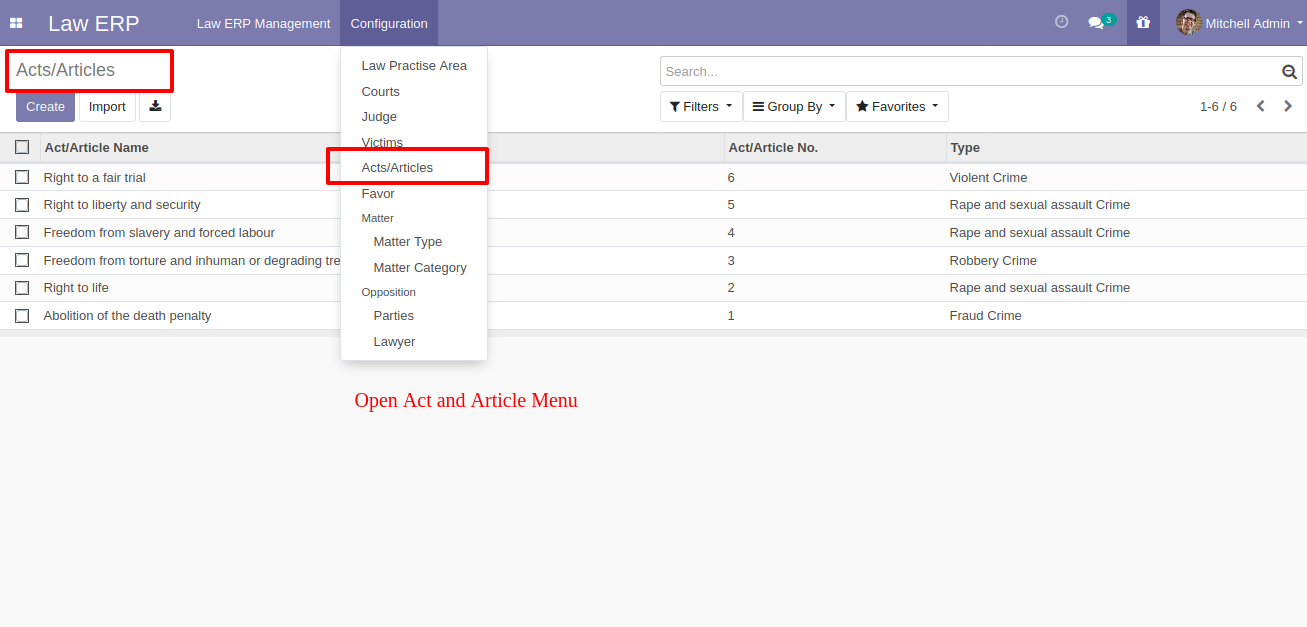 Law ERP
Law ERP Management
Configuration
3
Mitchell Admin
Acts/Articles
Search...
Create
Import
Filters
Group By
Favorites
1-6 / 6
Law Practise Area
Courts
Judge
Victims
Acts/Articles
Favor
Matter
Matter Type
Matter Category
Opposition
Parties
Lawyer
Act/Article Name Act/Article No. Type
Right to a fair trial 6 Violent Crime
Right to liberty and security 5 Rape and sexual assault Crime
Freedom from slavery and forced labour 4 Rape and sexual assault Crime
Freedom from torture and inhuman or degrading tre 3 Robbery Crime
Right to life 2 Rape and sexual assault Crime
Abolition of the death penalty 1 Fraud Crime
Open Act and Article Menu